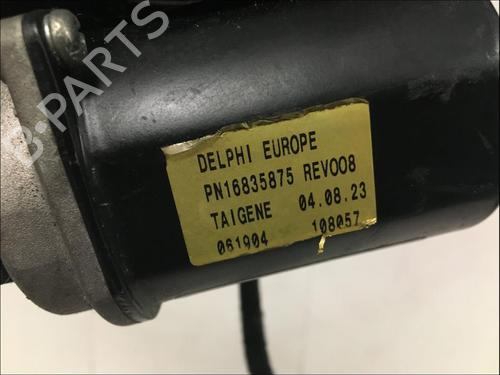 B-PARTS
DELPHI EUROPE
PN16835875 REV008
TAIGENE 04.08.23
061904 108057